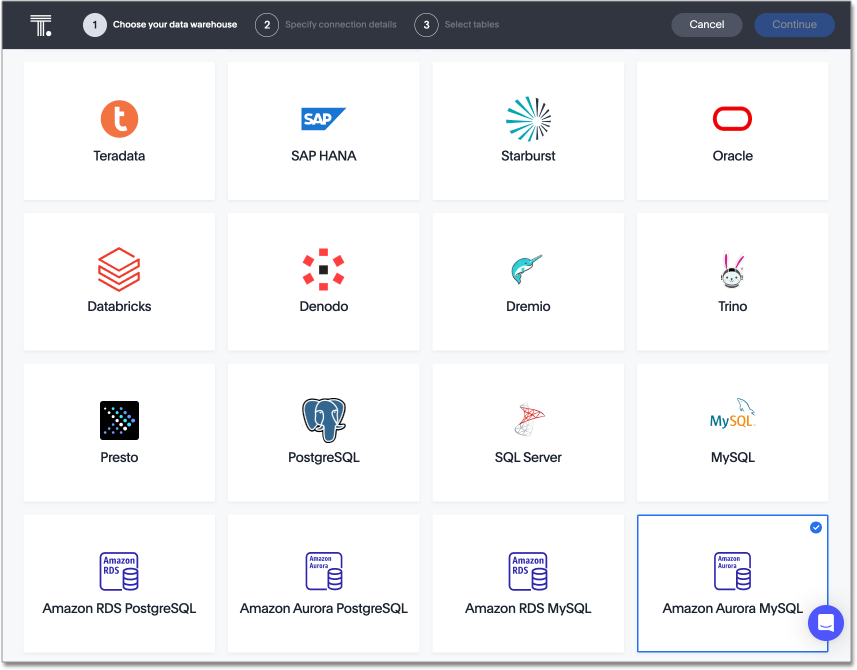 T.
1 Choose your data warehouse 2 Specify connection details 3 Select tables Cancel Continue
t SAP
Teradata SAP HANA Starburst Oracle
Databricks Denodo Dremio Trino
MySQL
Presto PostgreSQL SQL Server MySQL
Amazon RDS Amazon Aurora Amazon RDS Amazon Aurora
Amazon RDS PostgreSQL Amazon Aurora PostgreSQL Amazon RDS MySQL Amazon Aurora MySQL